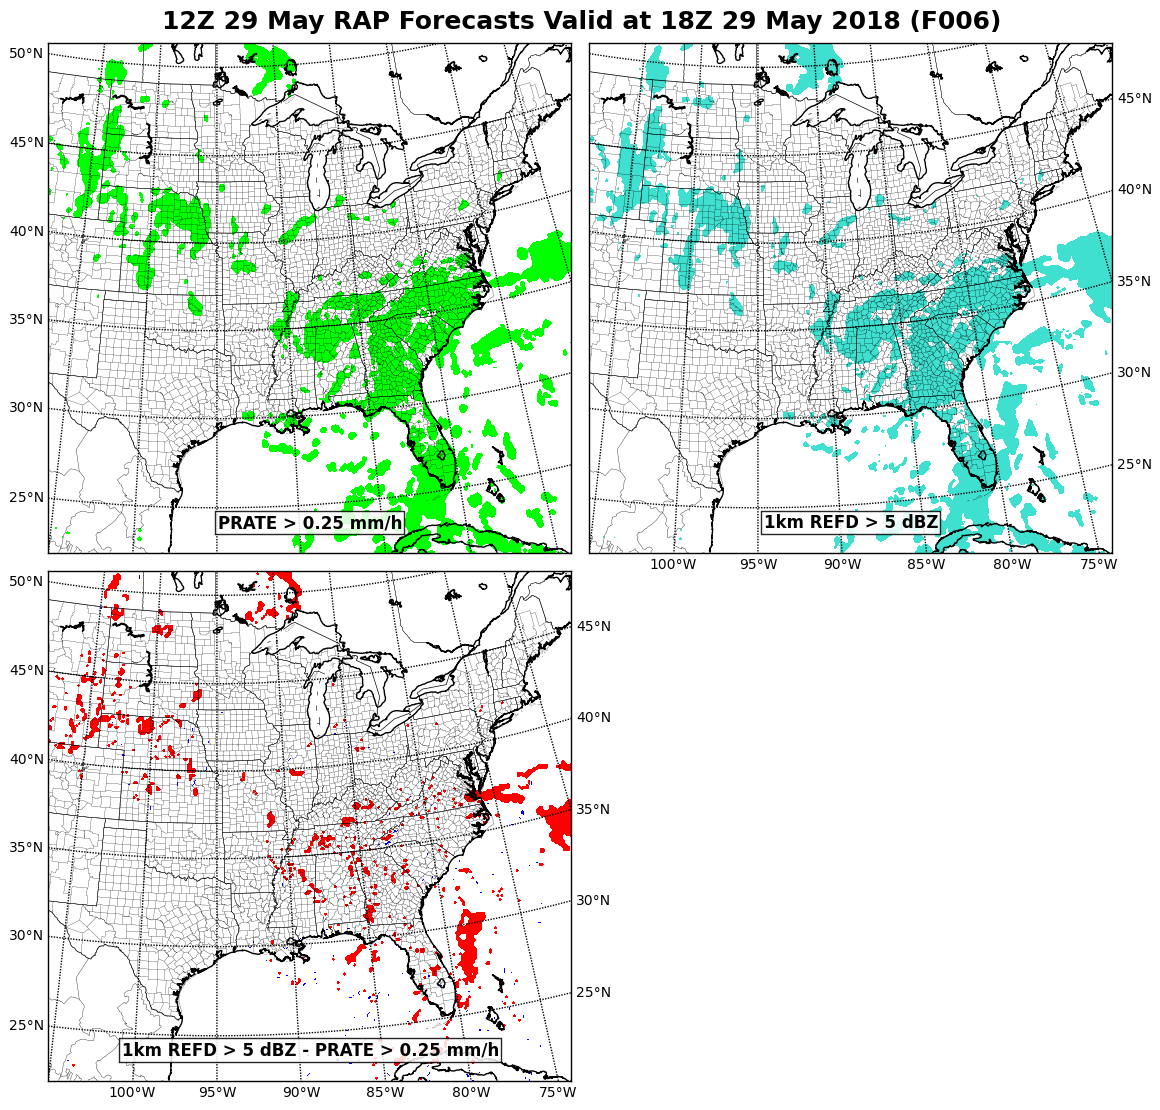 12Z 29 May RAP Forecasts Valid at 18Z 29 May 2018 (F006)
50°N
45°N
40°N
35°N
30°N
25°N
PRATE > 0.25 mm/h
45°N
40°N
35°N
30°N
25°N
1km REFD > 5 dBZ
100°W 95°W 90°W 85°W 80°W 75°W
50°N
45°N
40°N
35°N
30°N
25°N
45°N
40°N
35°N
30°N
25°N
1km REFD > 5 dBZ - PRATE > 0.25 mm/h
100°W 95°W 90°W 85°W 80°W 75°W